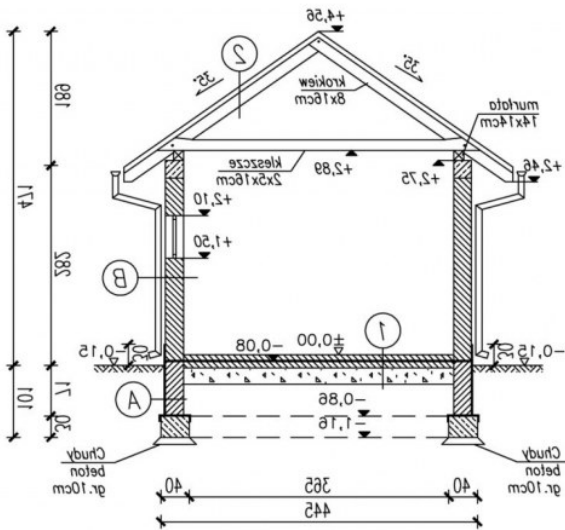 +4,56
35°
35°
2
krokiew
8x16cm
murłata
14x14cm
kleszcze
2x5x16cm
+2,89
+2,75
+2,46
+2,10
+1,50
B
189
471
282
±0,00
-0,08
1
-0,15
30
-0,15
30
A
101
71
30
-0,86
-1,16
Chudy
beton
gr.10cm
Chudy
beton
gr.10cm
40
365
40
445